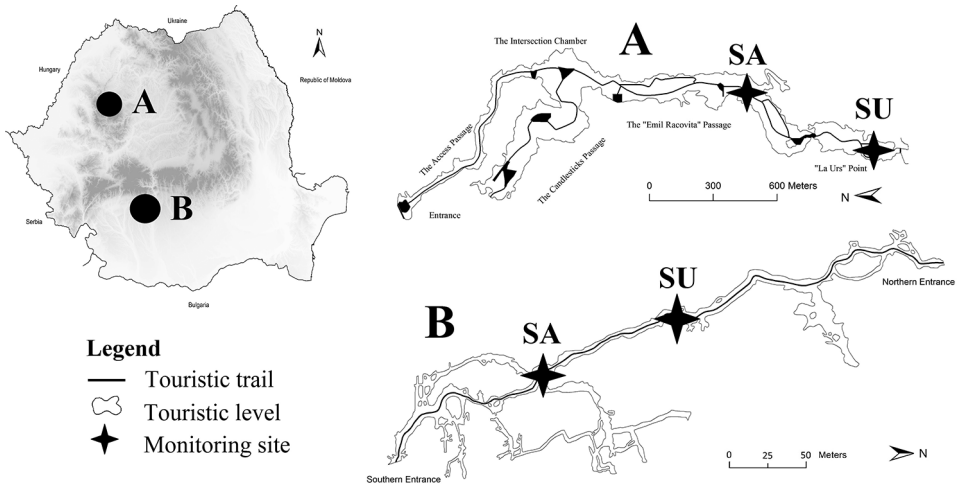 Ukraine
N
Hungary
Republic of Moldova
A
B
Serbia
Bulgaria
Legend
Touristic trail
Touristic level
Monitoring site
A
The Intersection Chamber
SA
SU
The Access Passage
The "Emil Racovita" Passage
The Candlesticks Passage
"La Urs" Point
Entrance
0 300 600 Meters
N
B
SU
SA
Northern Entrance
Southern Entrance
0 25 50
Meters
N